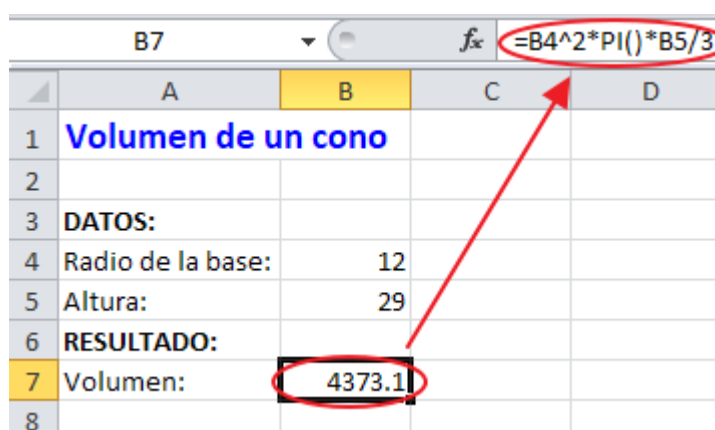 B7 fx =B4^2*PI()*B5/3
A B C D
1 Volumen de un cono
2
3 DATOS:
4 Radio de la base: 12
5 Altura: 29
6 RESULTADO:
7 Volumen: 4373.1
8